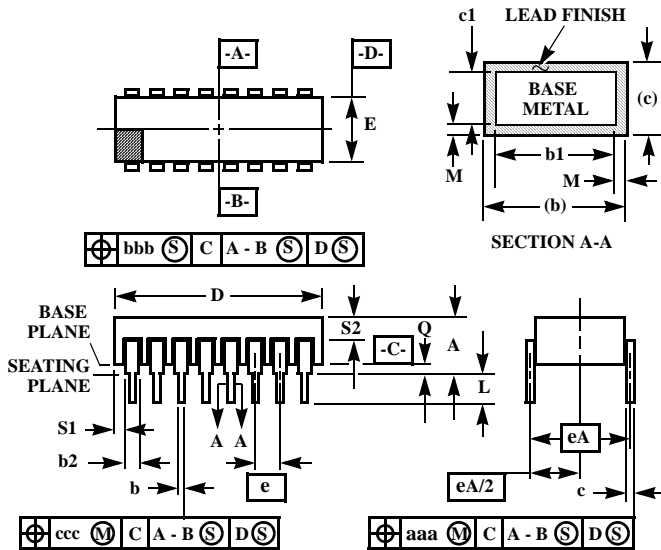 c1
LEAD FINISH
-A-
-D-
BASE
METAL
(c)
E
b1
M
M
-B-
(b)
SECTION A-A
bbb Ⓢ C A - B Ⓢ D Ⓢ
D
BASE
PLANE
S2
Q
A
-C-
SEATING
PLANE
L
S1
A A
eA
b2
e
eA/2
b
c
ccc Ⓜ C A - B Ⓢ D Ⓢ
aaa Ⓜ C A - B Ⓢ D Ⓢ